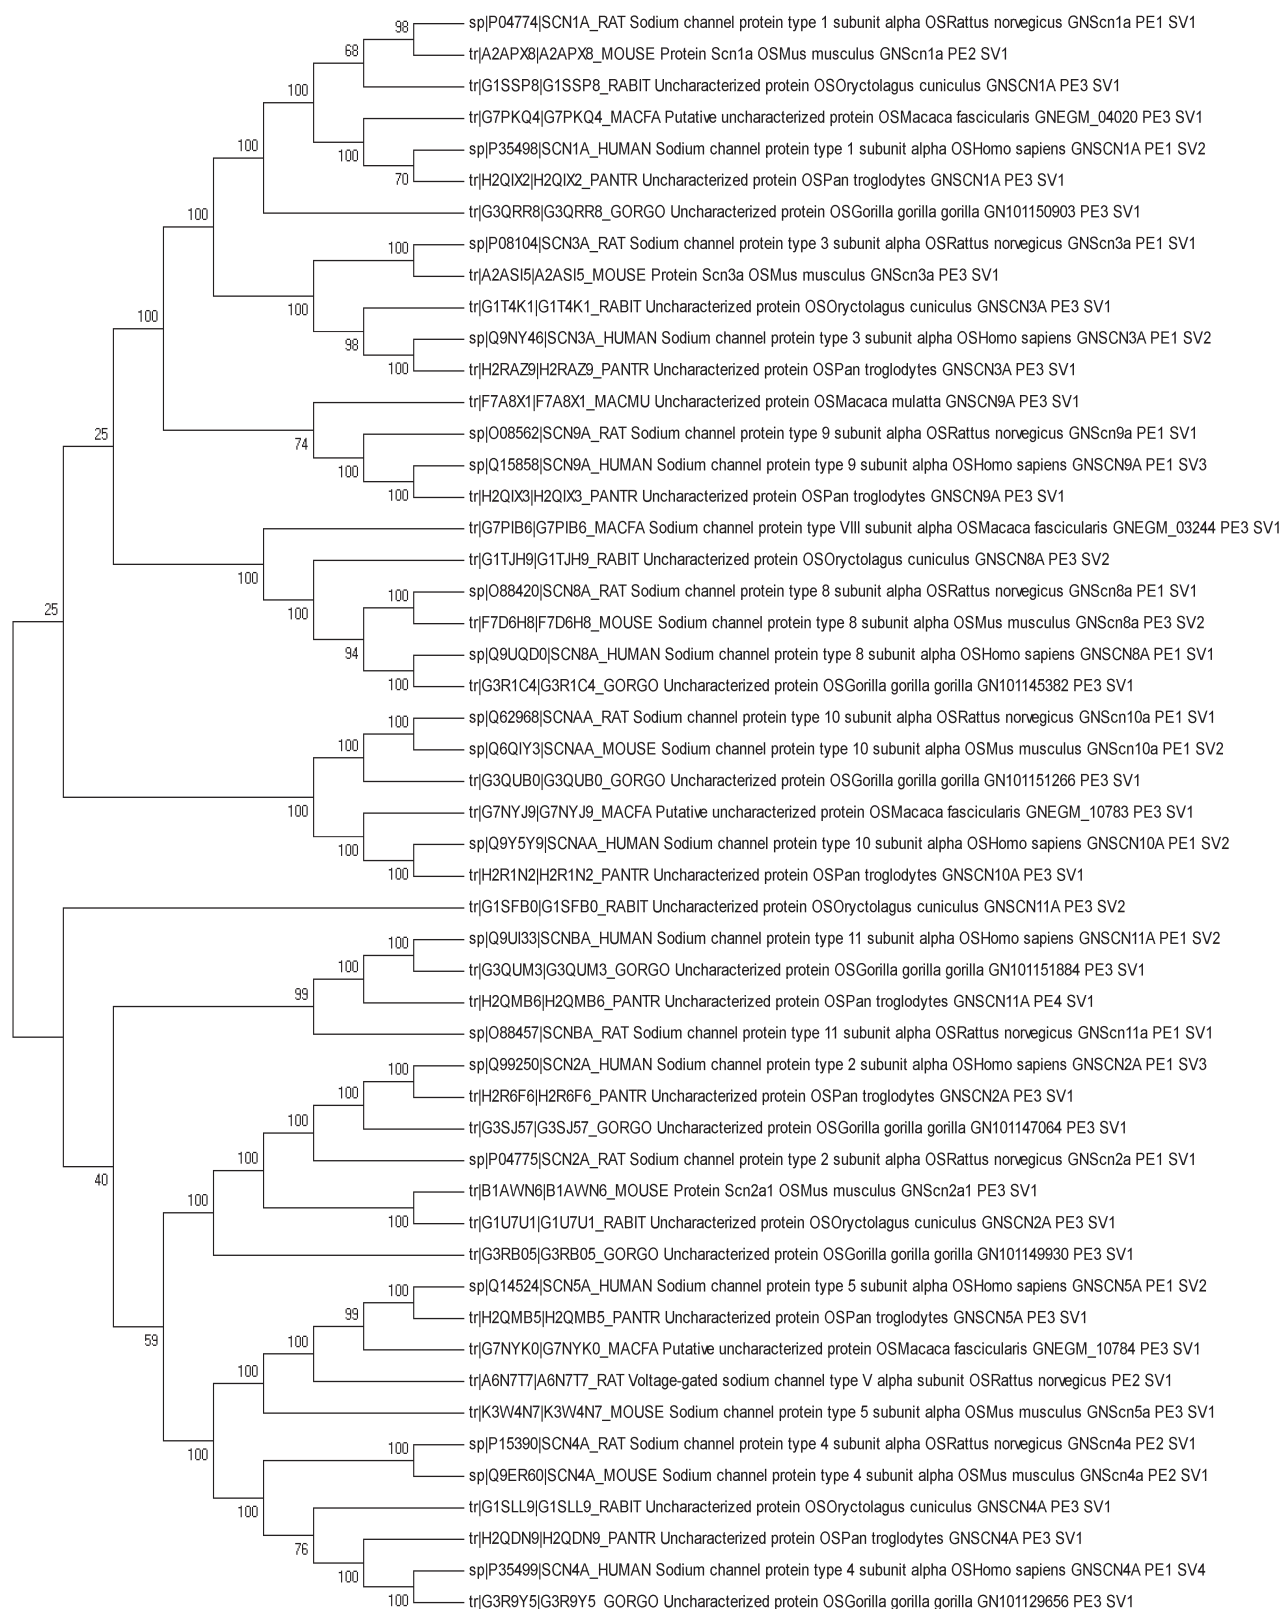 98
sp|P04774|SCN1A_RAT Sodium channel protein type 1 subunit alpha OSRattus norvegicus GNScn1a PE1 SV1
68
tr|A2APX8|A2APX8_MOUSE Protein Scn1a OSMus musculus GNScn1a PE2 SV1
100
tr|G1SSP8|G1SSP8_RABIT Uncharacterized protein OSOryctolagus cuniculus GNSCN1A PE3 SV1
tr|G7PKQ4|G7PKQ4_MACFA Putative uncharacterized protein OSMacaca fascicularis GNEGM_04020 PE3 SV1
100
100
sp|P35498|SCN1A_HUMAN Sodium channel protein type 1 subunit alpha OSHomo sapiens GNSCN1A PE1 SV2
70
tr|H2QIX2|H2QIX2_PANTR Uncharacterized protein OSPan troglodytes GNSCN1A PE3 SV1
100
tr|G3QRR8|G3QRR8_GORGO Uncharacterized protein OSGorilla gorilla gorilla GN101150903 PE3 SV1
100
sp|P08104|SCN3A_RAT Sodium channel protein type 3 subunit alpha OSRattus norvegicus GNScn3a PE1 SV1
tr|A2ASI5|A2ASI5_MOUSE Protein Scn3a OSMus musculus GNScn3a PE3 SV1
100
100
tr|G1T4K1|G1T4K1_RABIT Uncharacterized protein OSOryctolagus cuniculus GNSCN3A PE3 SV1
98
sp|Q9NY46|SCN3A_HUMAN Sodium channel protein type 3 subunit alpha OSHomo sapiens GNSCN3A PE1 SV2
100
tr|H2RAZ9|H2RAZ9_PANTR Uncharacterized protein OSPan troglodytes GNSCN3A PE3 SV1
tr|F7A8X1|F7A8X1_MACMU Uncharacterized protein OSMacaca mulatta GNSCN9A PE3 SV1
25
74
sp|O08562|SCN9A_RAT Sodium channel protein type 9 subunit alpha OSRattus norvegicus GNScn9a PE1 SV1
100
sp|Q15858|SCN9A_HUMAN Sodium channel protein type 9 subunit alpha OSHomo sapiens GNSCN9A PE1 SV3
100
tr|H2QIX3|H2QIX3_PANTR Uncharacterized protein OSPan troglodytes GNSCN9A PE3 SV1
tr|G7PIB6|G7PIB6_MACFA Sodium channel protein type VIII subunit alpha OSMacaca fascicularis GNEGM_03244 PE3 SV1
100
tr|G1TJH9|G1TJH9_RABIT Uncharacterized protein OSOryctolagus cuniculus GNSCN8A PE3 SV2
25
100
100
sp|O88420|SCN8A_RAT Sodium channel protein type 8 subunit alpha OSRattus norvegicus GNScn8a PE1 SV1
tr|F7D6H8|F7D6H8_MOUSE Sodium channel protein type 8 subunit alpha OSMus musculus GNScn8a PE3 SV2
94
sp|Q9UQD0|SCN8A_HUMAN Sodium channel protein type 8 subunit alpha OSHomo sapiens GNSCN8A PE1 SV1
100
tr|G3R1C4|G3R1C4_GORGO Uncharacterized protein OSGorilla gorilla gorilla GN101145382 PE3 SV1
100
sp|Q62968|SCNAA_RAT Sodium channel protein type 10 subunit alpha OSRattus norvegicus GNScn10a PE1 SV1
100
sp|Q6QIY3|SCNAA_MOUSE Sodium channel protein type 10 subunit alpha OSMus musculus GNScn10a PE1 SV2
tr|G3QUB0|G3QUB0_GORGO Uncharacterized protein OSGorilla gorilla gorilla GN101151266 PE3 SV1
100
tr|G7NYJ9|G7NYJ9_MACFA Putative uncharacterized protein OSMacaca fascicularis GNEGM_10783 PE3 SV1
100
sp|Q9Y5Y9|SCNAA_HUMAN Sodium channel protein type 10 subunit alpha OSHomo sapiens GNSCN10A PE1 SV2
100
tr|H2R1N2|H2R1N2_PANTR Uncharacterized protein OSPan troglodytes GNSCN10A PE3 SV1
tr|G1SFB0|G1SFB0_RABIT Uncharacterized protein OSOryctolagus cuniculus GNSCN11A PE3 SV2
100
sp|Q9UI33|SCNBA_HUMAN Sodium channel protein type 11 subunit alpha OSHomo sapiens GNSCN11A PE1 SV2
100
tr|G3QUM3|G3QUM3_GORGO Uncharacterized protein OSGorilla gorilla gorilla GN101151884 PE3 SV1
99
tr|H2QMB6|H2QMB6_PANTR Uncharacterized protein OSPan troglodytes GNSCN11A PE4 SV1
sp|O88457|SCNBA_RAT Sodium channel protein type 11 subunit alpha OSRattus norvegicus GNScn11a PE1 SV1
100
sp|Q99250|SCN2A_HUMAN Sodium channel protein type 2 subunit alpha OSHomo sapiens GNSCN2A PE1 SV3
100
tr|H2R6F6|H2R6F6_PANTR Uncharacterized protein OSPan troglodytes GNSCN2A PE3 SV1
100
tr|G3SJ57|G3SJ57_GORGO Uncharacterized protein OSGorilla gorilla gorilla GN101147064 PE3 SV1
100
sp|P04775|SCN2A_RAT Sodium channel protein type 2 subunit alpha OSRattus norvegicus GNScn2a PE1 SV1
40
tr|B1AWN6|B1AWN6_MOUSE Protein Scn2a1 OSMus musculus GNScn2a1 PE3 SV1
100
100
tr|G1U7U1|G1U7U1_RABIT Uncharacterized protein OSOryctolagus cuniculus GNSCN2A PE3 SV1
tr|G3RB05|G3RB05_GORGO Uncharacterized protein OSGorilla gorilla gorilla GN101149930 PE3 SV1
100
sp|Q14524|SCN5A_HUMAN Sodium channel protein type 5 subunit alpha OSHomo sapiens GNSCN5A PE1 SV2
99
tr|H2QMB5|H2QMB5_PANTR Uncharacterized protein OSPan troglodytes GNSCN5A PE3 SV1
59
100
tr|G7NYK0|G7NYK0_MACFA Putative uncharacterized protein OSMacaca fascicularis GNEGM_10784 PE3 SV1
100
tr|A6N7T7|A6N7T7_RAT Voltage-gated sodium channel type V alpha subunit OSRattus norvegicus PE2 SV1
tr|K3W4N7|K3W4N7_MOUSE Sodium channel protein type 5 subunit alpha OSMus musculus GNScn5a PE3 SV1
100
100
sp|P15390|SCN4A_RAT Sodium channel protein type 4 subunit alpha OSRattus norvegicus GNScn4a PE2 SV1
sp|Q9ER60|SCN4A_MOUSE Sodium channel protein type 4 subunit alpha OSMus musculus GNScn4a PE2 SV1
100
tr|G1SLL9|G1SLL9_RABIT Uncharacterized protein OSOryctolagus cuniculus GNSCN4A PE3 SV1
76
tr|H2QDN9|H2QDN9_PANTR Uncharacterized protein OSPan troglodytes GNSCN4A PE3 SV1
100
sp|P35499|SCN4A_HUMAN Sodium channel protein type 4 subunit alpha OSHomo sapiens GNSCN4A PE1 SV4
100
tr|G3R9Y5|G3R9Y5 GORGO Uncharacterized protein OSGorilla gorilla gorilla GN101129656 PE3 SV1